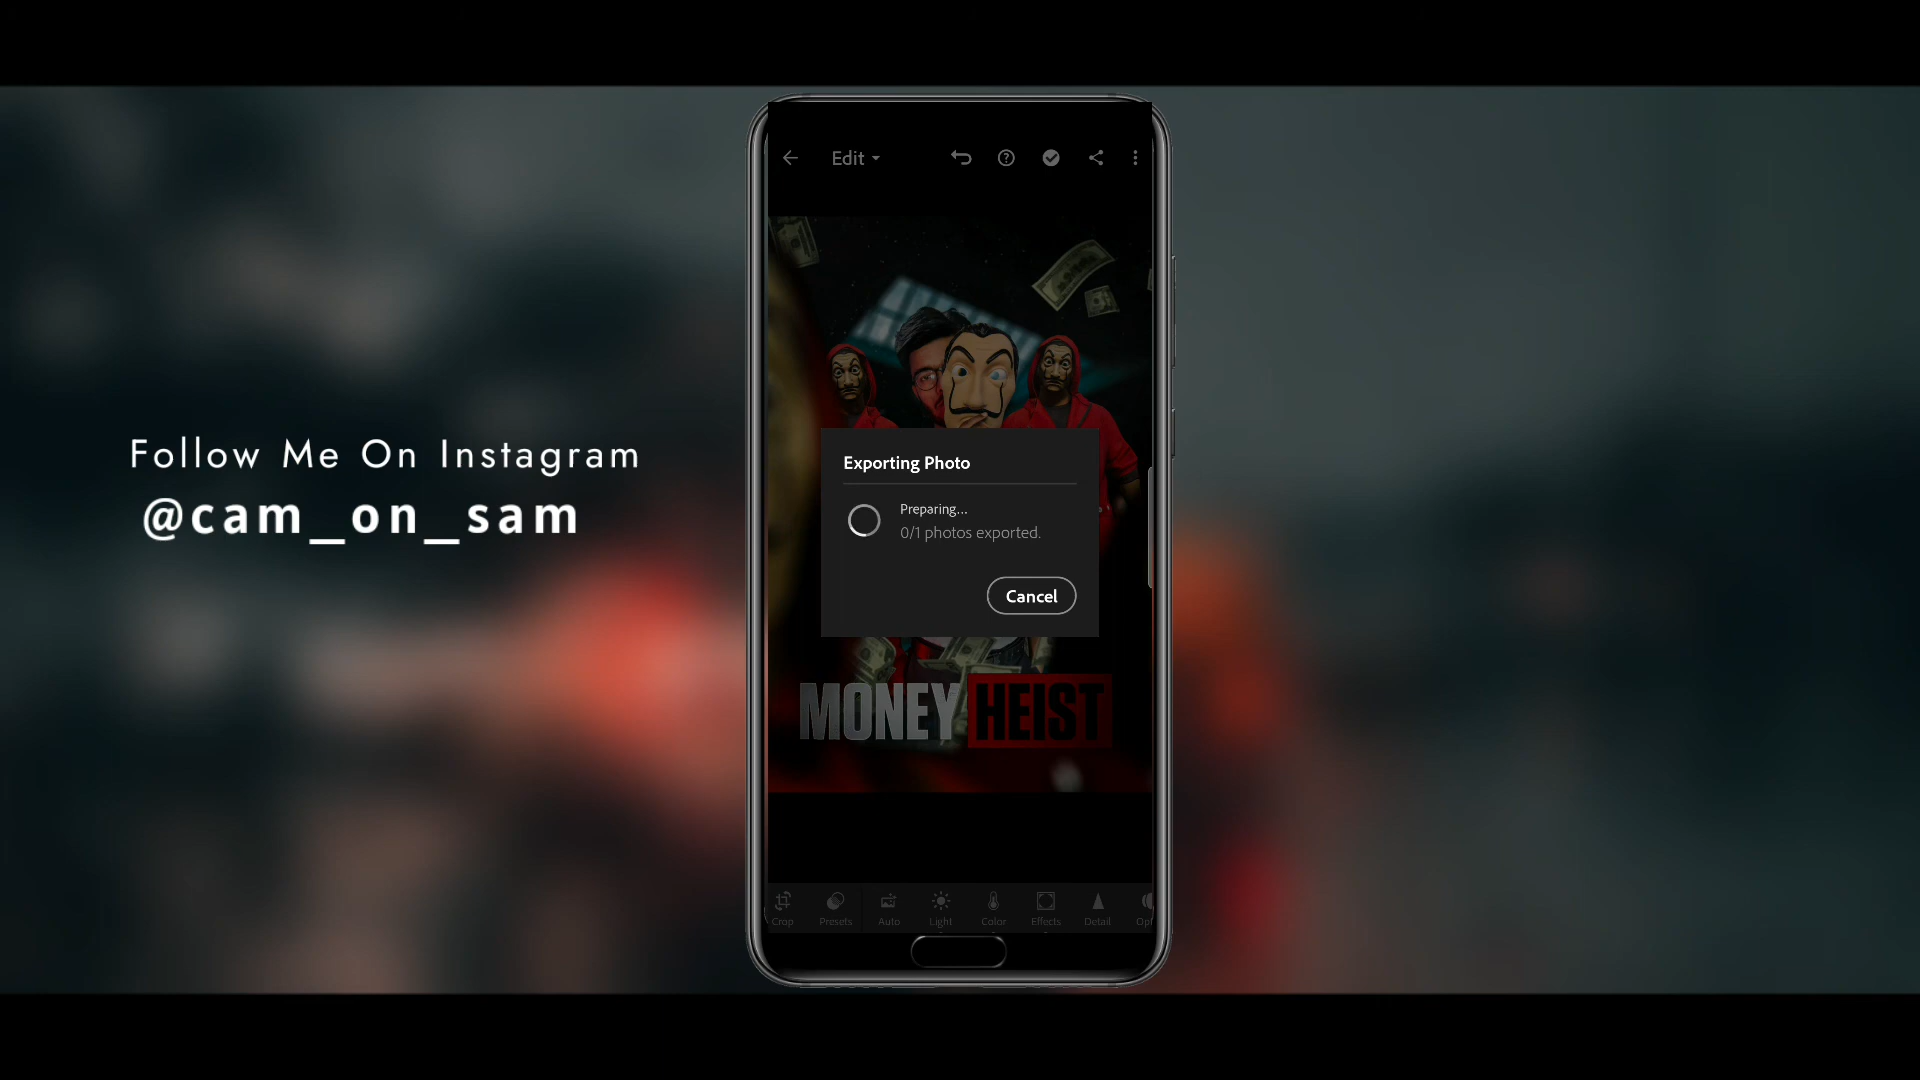 Edit
Follow Me On Instagram
@cam_on_sam
Exporting Photo
Preparing...
0/1 photos exported.
Cancel
MONEY HEIST
Crop Presets Auto Light Color Effects Detail Opt